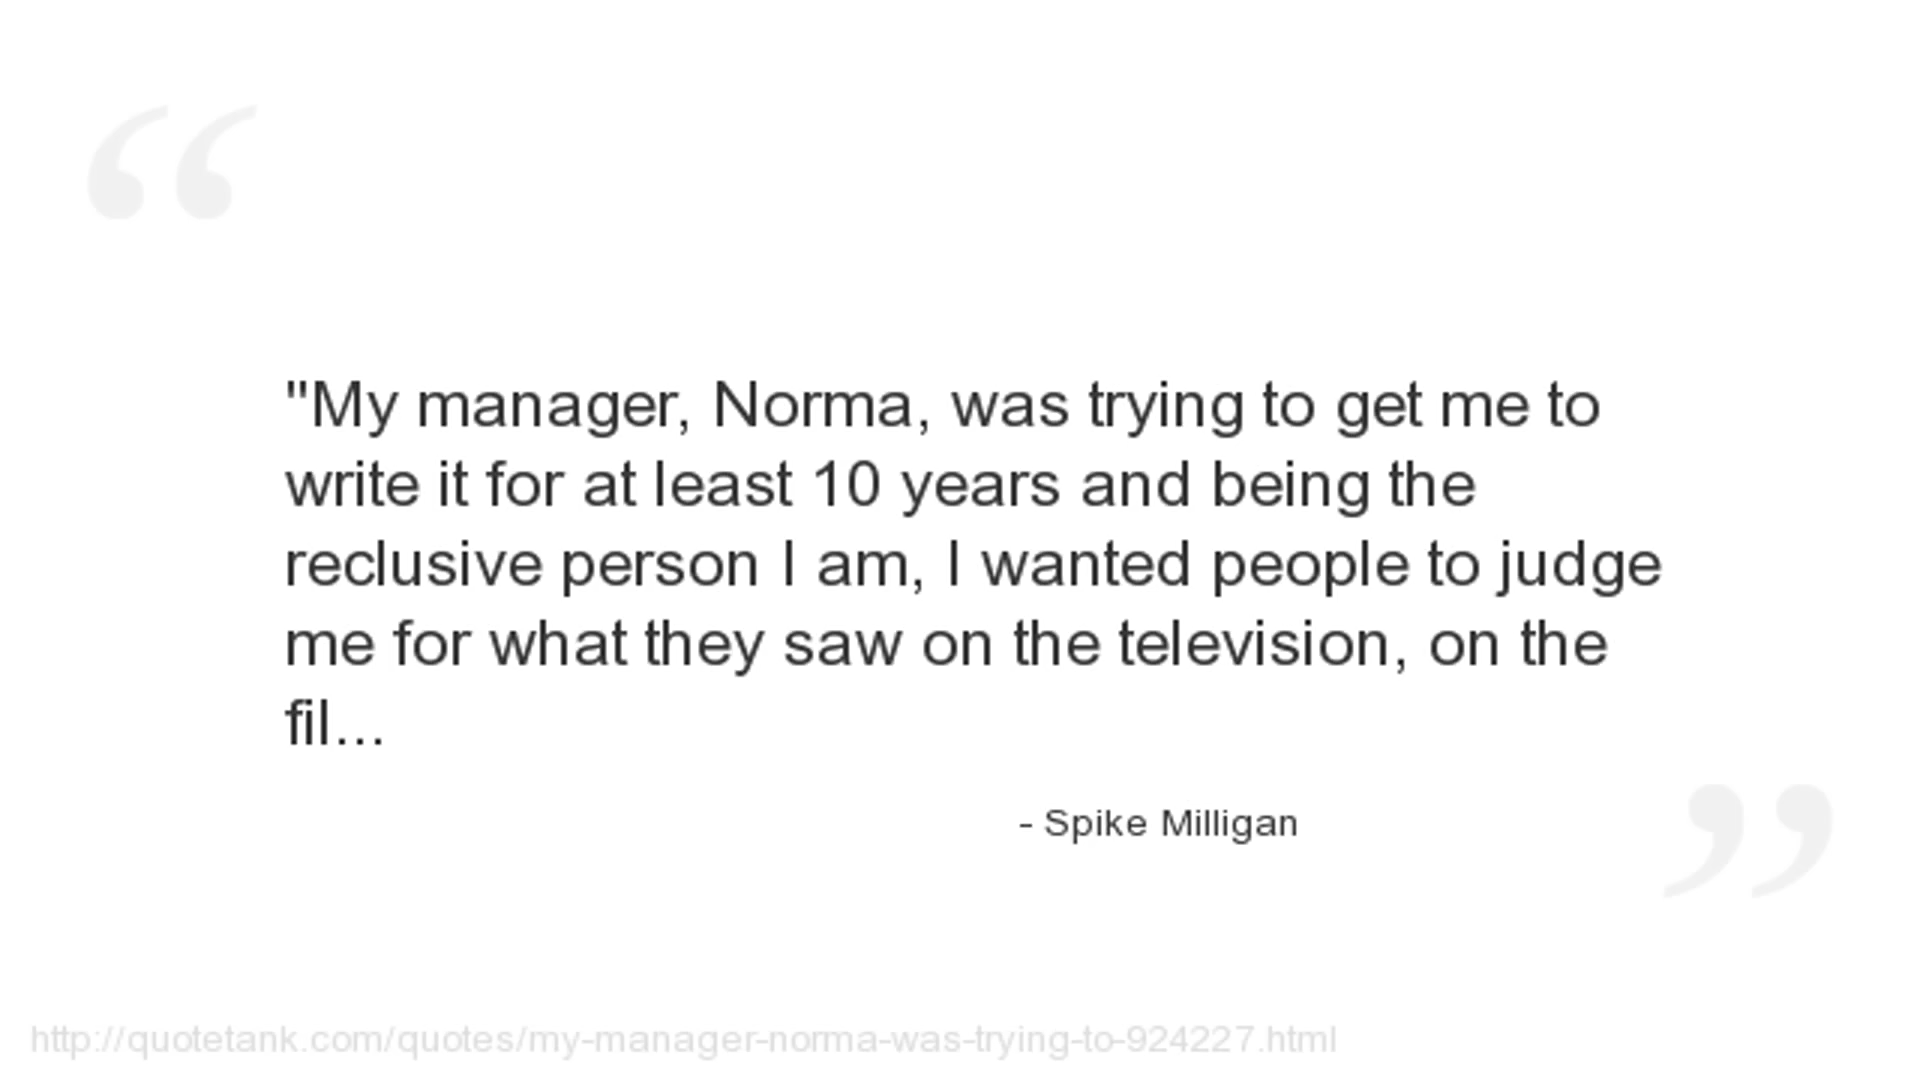 "My manager, Norma, was trying to get me to
write it for at least 10 years and being the
reclusive person I am, I wanted people to judge
me for what they saw on the television, on the
fil...
- Spike Milligan
http://quotetank.com/quotes/my-manager-norma-was-trying-to-924227.html